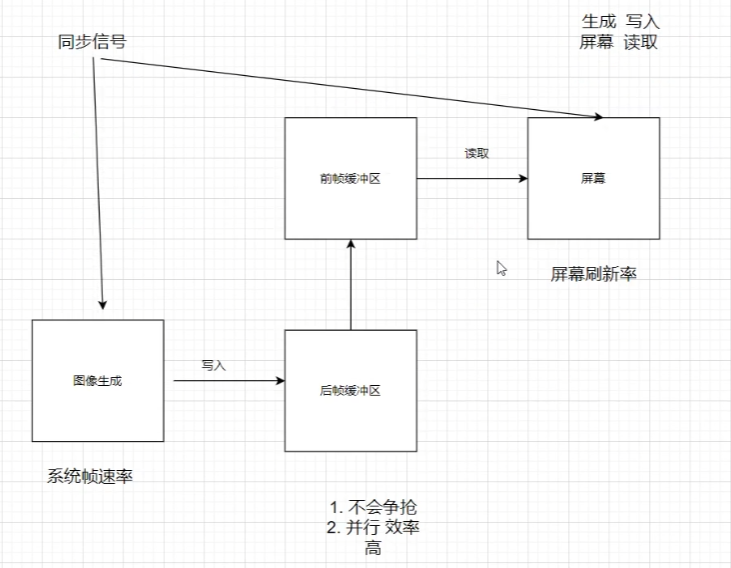 生成 写入
屏幕 读取
同步信号
读取
前帧缓冲区
屏幕
屏幕刷新率
写入
图像生成
后帧缓冲区
系统帧速率
1. 不会争抢
2. 并行 效率
高